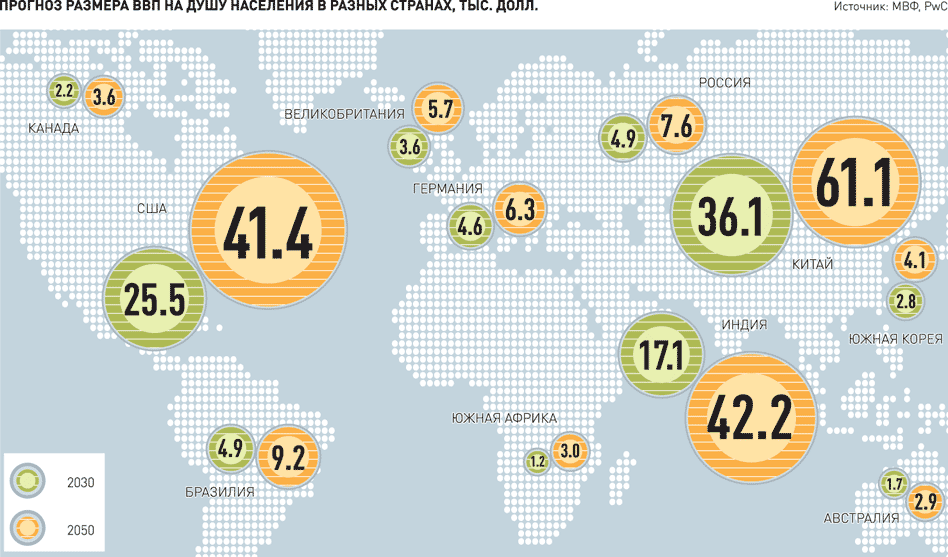 ПРОГНОЗ РАЗМЕРА ВВП НА ДУШУ НАСЕЛЕНИЯ В РАЗНЫХ СТРАНАХ, ТЫС. ДОЛЛ.
Источник: МВФ, PwC
2.2
3.6
КАНАДА
ВЕЛИКОБРИТАНИЯ
5.7
3.6
РОССИЯ
4.9
7.6
США
41.4
25.5
ГЕРМАНИЯ
4.6
6.3
36.1
61.1
КИТАЙ
4.1
2.8
ЮЖНАЯ КОРЕЯ
ИНДИЯ
17.1
42.2
ЮЖНАЯ АФРИКА
1.2
3.0
4.9
9.2
БРАЗИЛИЯ
1.7
2.9
АВСТРАЛИЯ
2030
2050